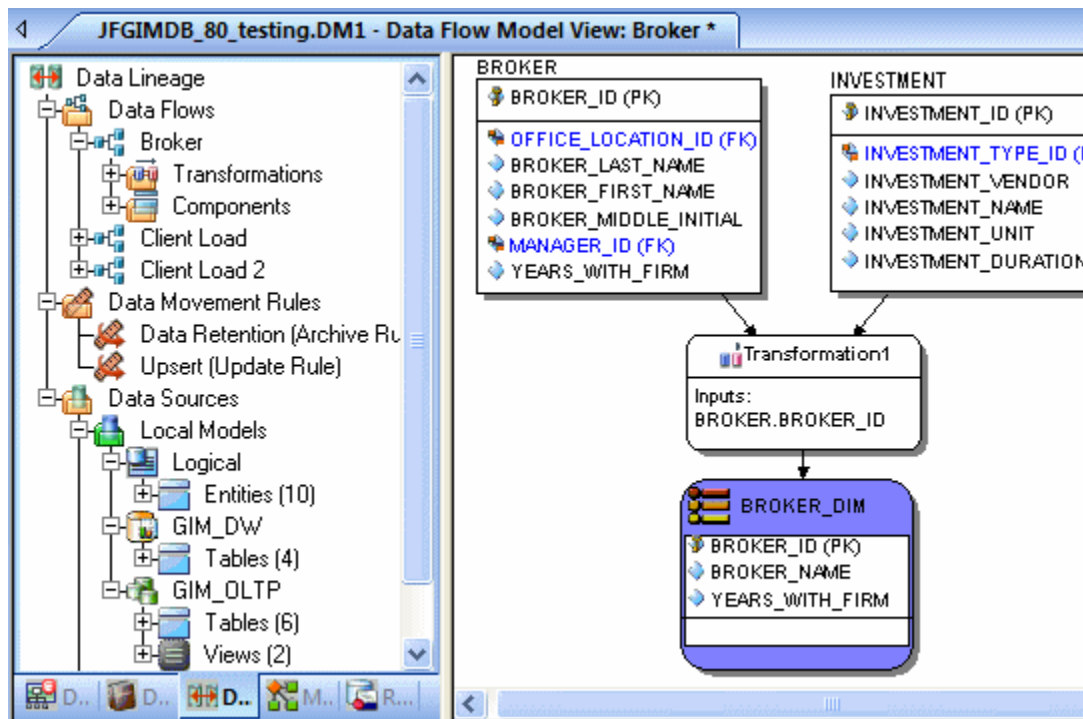 JFGIMDB_80_testing.DM1 - Data Flow Model View: Broker *
Data Lineage
Data Flows
Broker
Transformations
Components
Client Load
Client Load 2
Data Movement Rules
Data Retention (Archive Ru
Upsert (Update Rule)
Data Sources
Local Models
Logical
Entities (10)
GIM_DW
Tables (4)
GIM_OLTP
Tables (6)
Views (2)
D..
D..
D..
M..
R...
BROKER
BROKER_ID (PK)
OFFICE_LOCATION_ID (FK)
BROKER_LAST_NAME
BROKER_FIRST_NAME
BROKER_MIDDLE_INITIAL
MANAGER_ID (FK)
YEARS_WITH_FIRM
INVESTMENT
INVESTMENT_ID (PK)
INVESTMENT_TYPE_ID (
INVESTMENT_VENDOR
INVESTMENT_NAME
INVESTMENT_UNIT
INVESTMENT_DURATION
Transformation1
Inputs:
BROKER.BROKER_ID
BROKER_DIM
BROKER_ID (PK)
BROKER_NAME
YEARS_WITH_FIRM